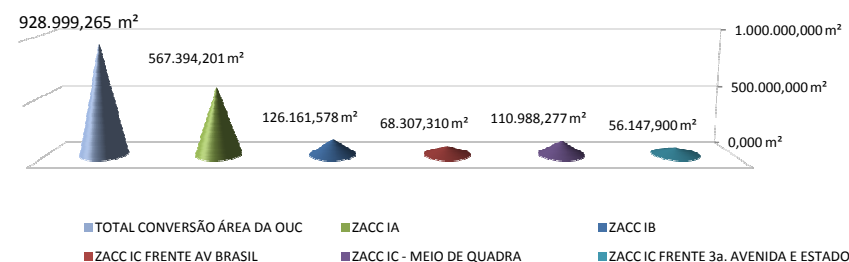 928.999,265 m²
1.000.000,000 m²
567.394,201 m²
500.000,000 m²
126.161,578 m²
68.307,310 m²
110.988,277 m²
56.147,900 m²
0,000 m²
TOTAL CONVERSÃO ÁREA DA OUC
ZACC IA
ZACC IB
ZACC IC FRENTE AV BRASIL
ZACC IC - MEIO DE QUADRA
ZACC IC FRENTE 3a. AVENIDA E ESTADO